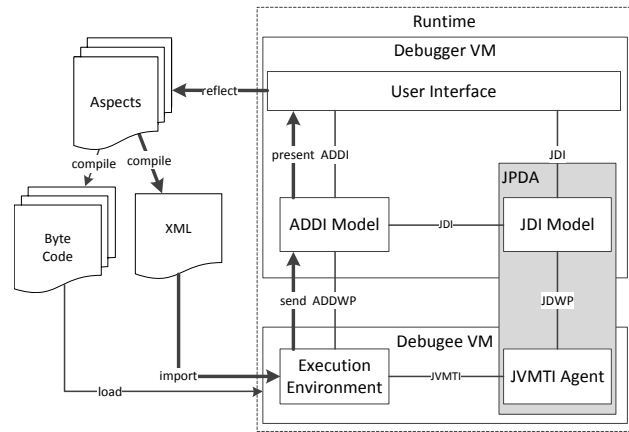 Runtime
Debugger VM
User Interface
reflect
Aspects
compile
compile
present
ADDI
JDI
JPDA
Byte
Code
XML
ADDI Model
JDI
JDI Model
send
ADDWP
JDWP
Debugee VM
import
Execution
Environment
JVMTI
JVMTI Agent
load